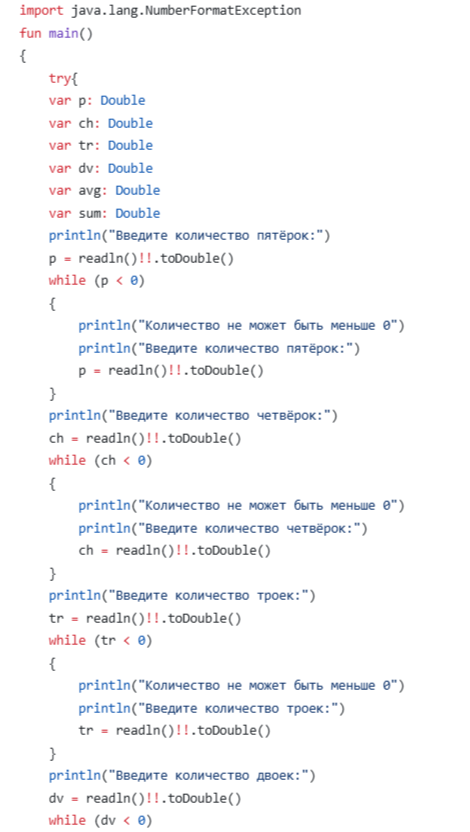 import java.lang.NumberFormatException
fun main()
{
    try{
    var p: Double
    var ch: Double
    var tr: Double
    var dv: Double
    var avg: Double
    var sum: Double
    println("Введите количество пятёрок:")
    p = readln()!!.toDouble()
    while (p < 0)
    {
        println("Количество не может быть меньше 0")
        println("Введите количество пятёрок:")
        p = readln()!!.toDouble()
    }
    println("Введите количество четвёрок:")
    ch = readln()!!.toDouble()
    while (ch < 0)
    {
        println("Количество не может быть меньше 0")
        println("Введите количество четвёрок:")
        ch = readln()!!.toDouble()
    }
    println("Введите количество троек:")
    tr = readln()!!.toDouble()
    while (tr < 0)
    {
        println("Количество не может быть меньше 0")
        println("Введите количество троек:")
        tr = readln()!!.toDouble()
    }
    println("Введите количество двоек:")
    dv = readln()!!.toDouble()
    while (dv < 0)